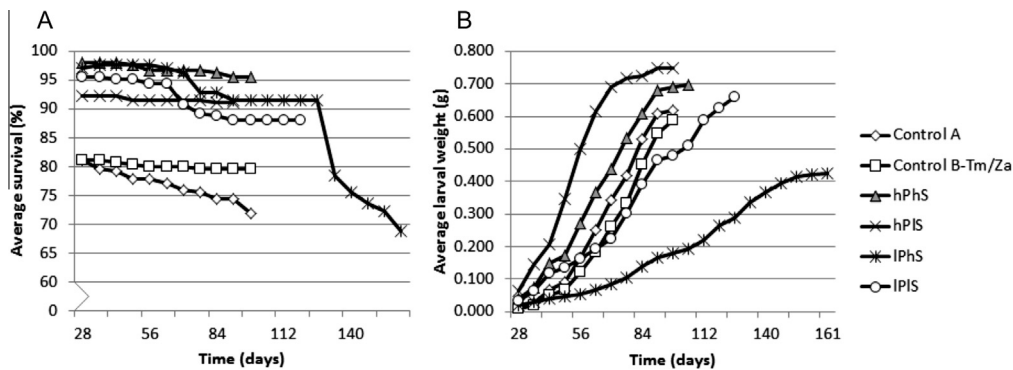 A
Average survival (%)
100
95
90
85
80
75
70
65
60
0
28
56
84
112
140
Time (days)
B
Average larval weight (g)
0.800
0.700
0.600
0.500
0.400
0.300
0.200
0.100
0.000
28
56
84
112
140
161
Time (days)
Control A
Control B-Tm/Za
hPhS
hPlS
lPhS
lPlS